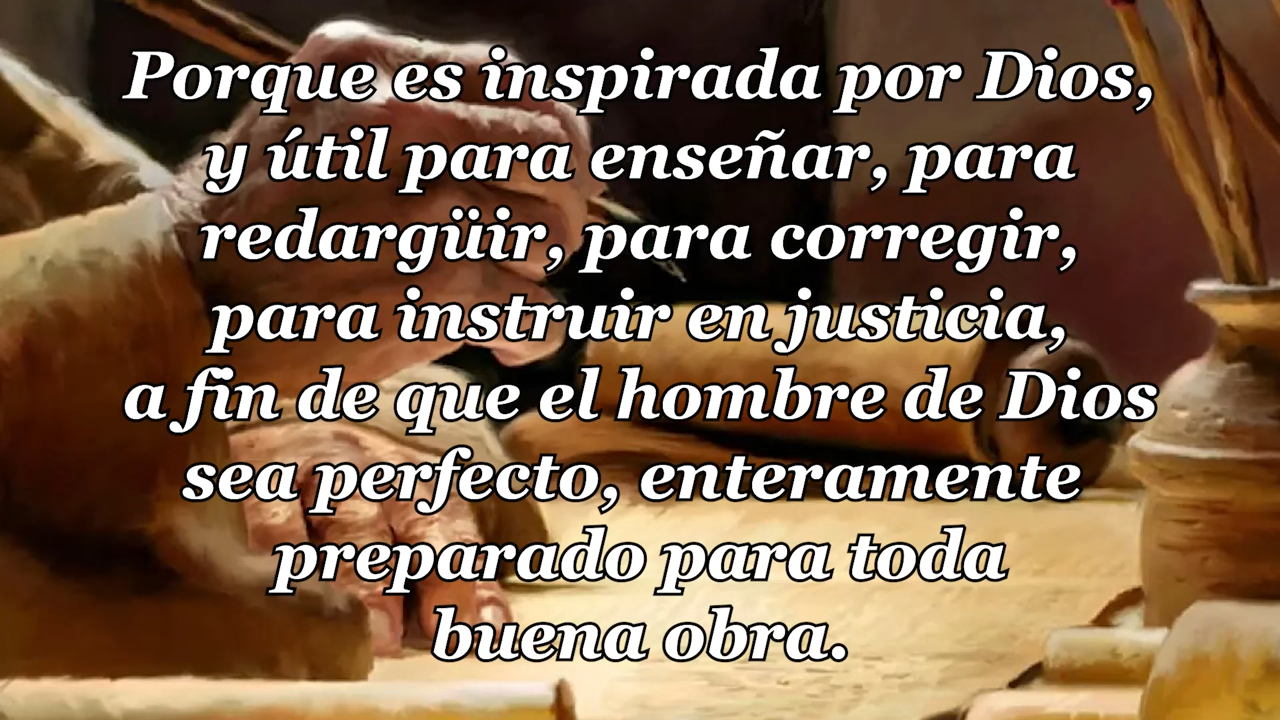 Porque es inspirada por Dios,
y útil para enseñar, para
redargüir, para corregir,
para instruir en justicia,
a fin de que el hombre de Dios
sea perfecto, enteramente
preparado para toda
buena obra.